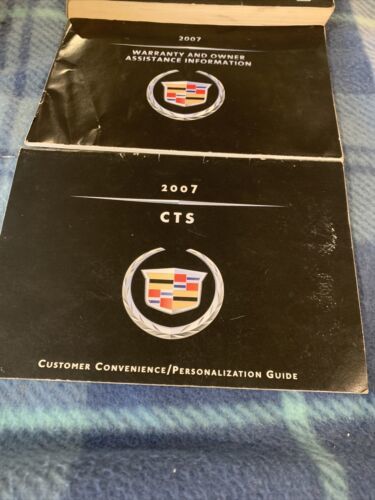 2007
WARRANTY AND OWNER
ASSISTANCE INFORMATION
2007
CTS
CUSTOMER CONVENIENCE/PERSONALIZATION GUIDE